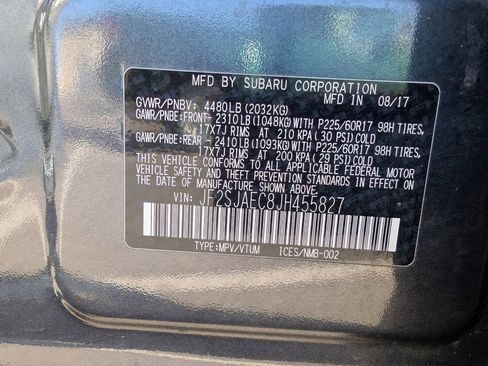 MFD BY SUBARU CORPORATION
GVWR/PNBV: 4480LB(2032KG) MFD IN 08/17
GAWR/PNBE:FRONT- 2310LB(1048KG)WITH P225/60R17 98H TIRES,
17X7J RIMS AT 210 KPA(30 PSI)COLD
GAWR/PNBE:REAR - 2410LB(1093KG)WITH P225/60R17 98H TIRES,
17X7J RIMS AT 200 KPA(29 PSI)COLD
THIS VEHICLE CONFORMS TO ALL APPLICABLE FEDERAL MOTOR
VEHICLE SAFETY AND THEFT PREVENTION STANDARDS IN EFFECT
ON THE DATE OF MANUFACTURE SHOWN ABOVE.
VIN: JF2SJAEC8JH455827
TYPE:MPV/VTUM ICES/NMB-002